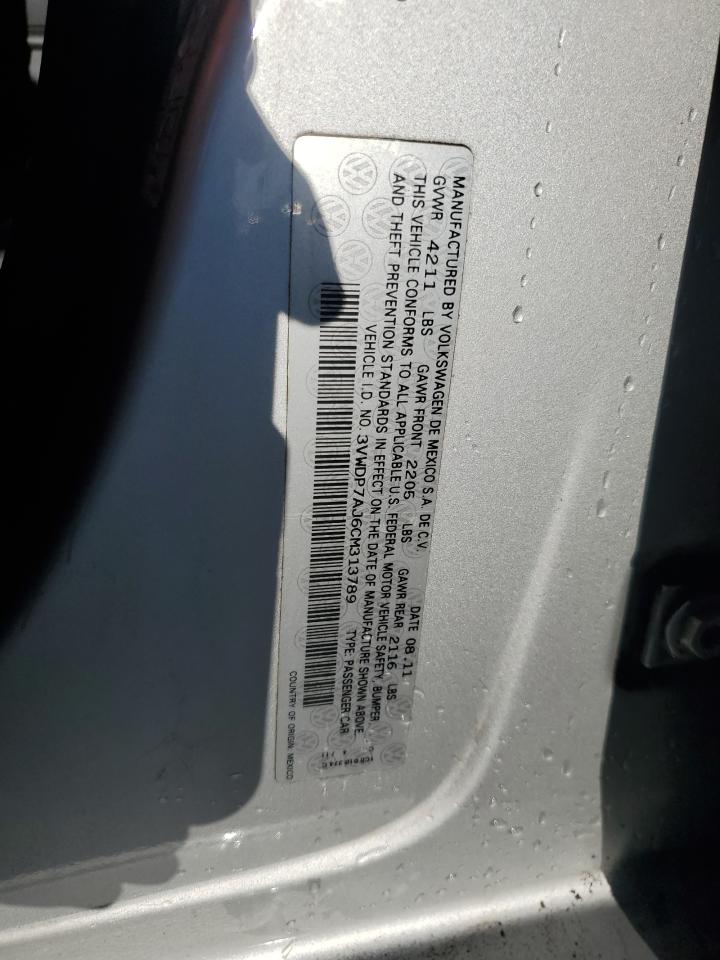 MANUFACTURED BY VOLKSWAGEN DE MEXICO S.A. DE C.V. DATE 08.11
GVWR 4211 LBS GAWR FRONT 2205 LBS GAWR REAR 2116 LBS
THIS VEHICLE CONFORMS TO ALL APPLICABLE U.S. FEDERAL MOTOR VEHICLE SAFETY, BUMPER
AND THEFT PREVENTION STANDARDS IN EFFECT ON THE DATE OF MANUFACTURE SHOWN ABOVE.
VEHICLE I.D. NO. 3VWDP7AJ6CM313789 TYPE: PASSENGER CAR
COUNTRY OF ORIGIN: MEXICO